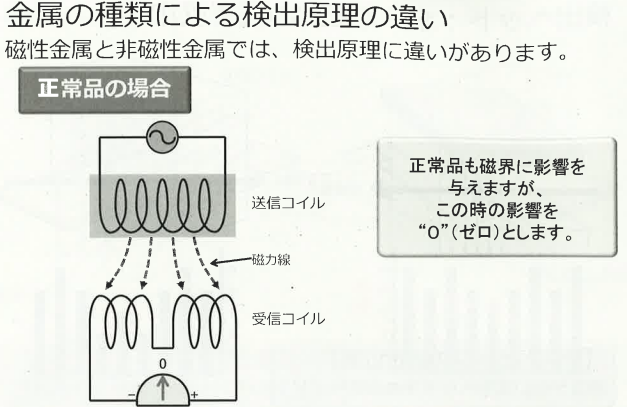 金属の種類による検出原理の違い
磁性金属と非磁性金属では、検出原理に違いがあります。
正常品の場合
正常品も磁界に影響を
与えますが、
この時の影響を
“0”(ゼロ)とします。
送信コイル
磁力線
受信コイル
0
− +